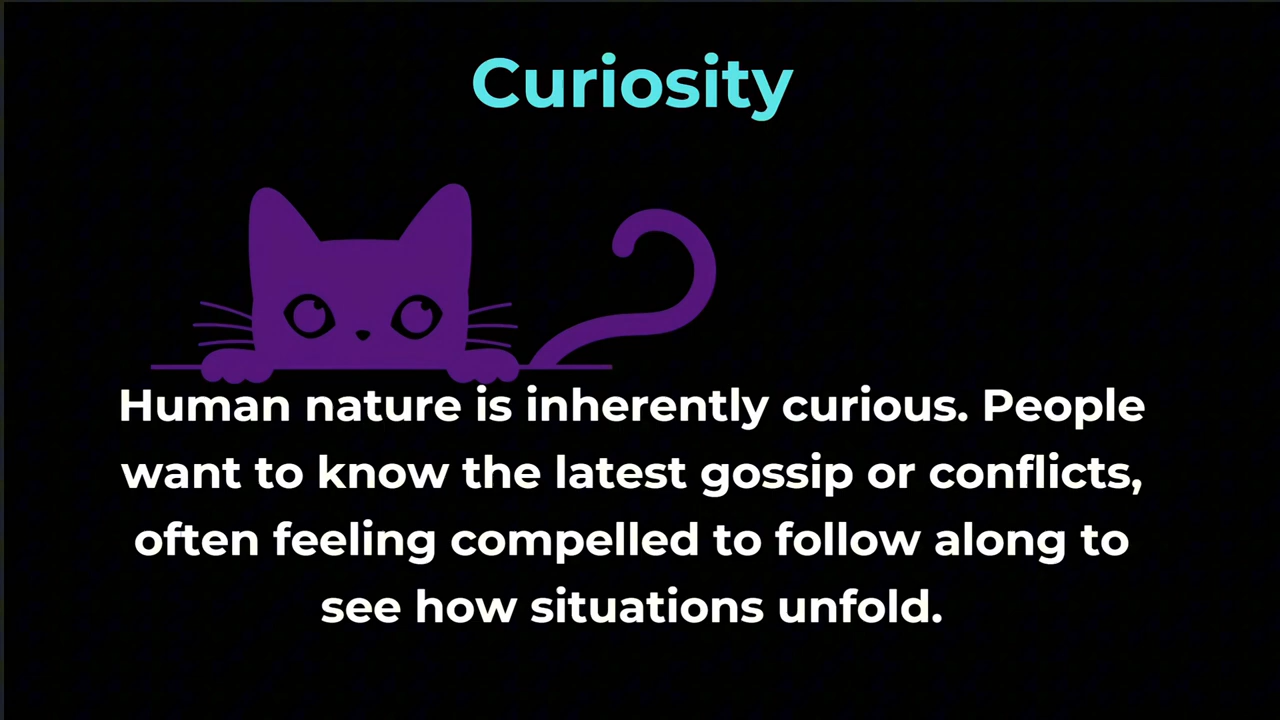 Curiosity
Human nature is inherently curious. People
want to know the latest gossip or conflicts,
often feeling compelled to follow along to
see how situations unfold.